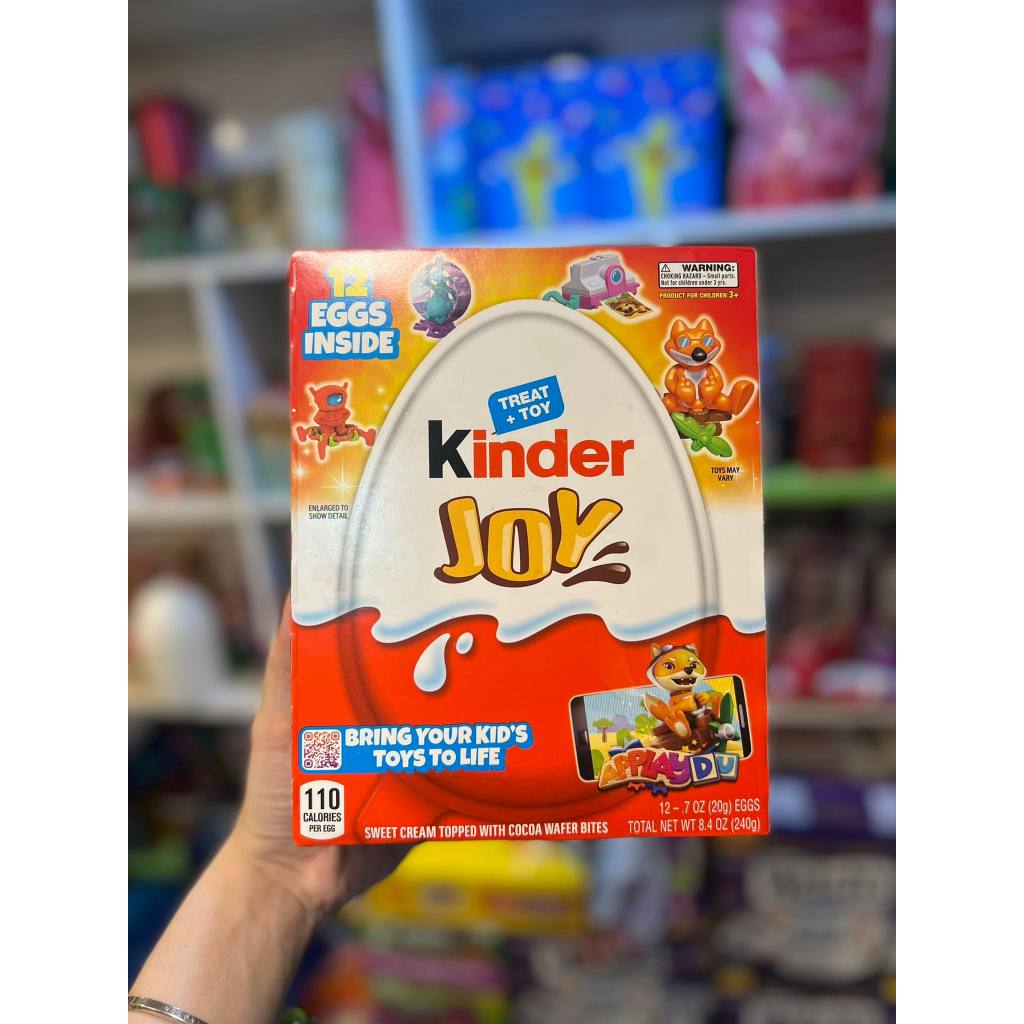 12
EGGS
INSIDE
WARNING:
CHOKING HAZARD – Small parts.
Not for children under 3 yrs.
PRODUCT FOR CHILDREN 3+
TREAT
+ TOY
Kinder
JOY
TOYS MAY
VARY
ENLARGED TO
SHOW DETAIL
BRING YOUR KID'S
TOYS TO LIFE
APPLAYDU
110
CALORIES
PER EGG
SWEET CREAM TOPPED WITH COCOA WAFER BITES
12 – .7 OZ (20g) EGGS
TOTAL NET WT 8.4 OZ (240g)